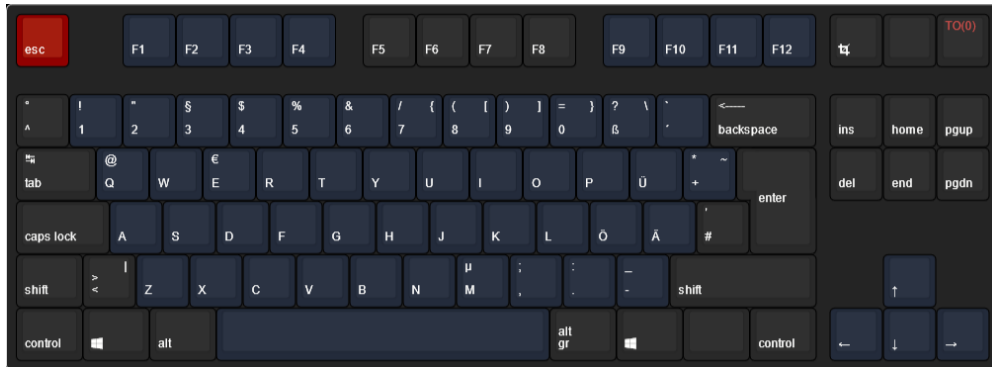 esc F1 F2 F3 F4 F5 F6 F7 F8 F9 F10 F11 F12 TO(0)
° ! " § $ % & / { ( [ ) ] = } ? \ ` <-----
^ 1 2 3 4 5 6 7 8 9 0 ß ´ backspace ins home pgup
@ € * ~
tab Q W E R T Y U I O P Ü + enter del end pgdn
'
caps lock A S D F G H J K L Ö Ä #
> | µ ; : _
shift < Z X C V B N M , . - shift ↑
control alt alt gr control ← ↓ →